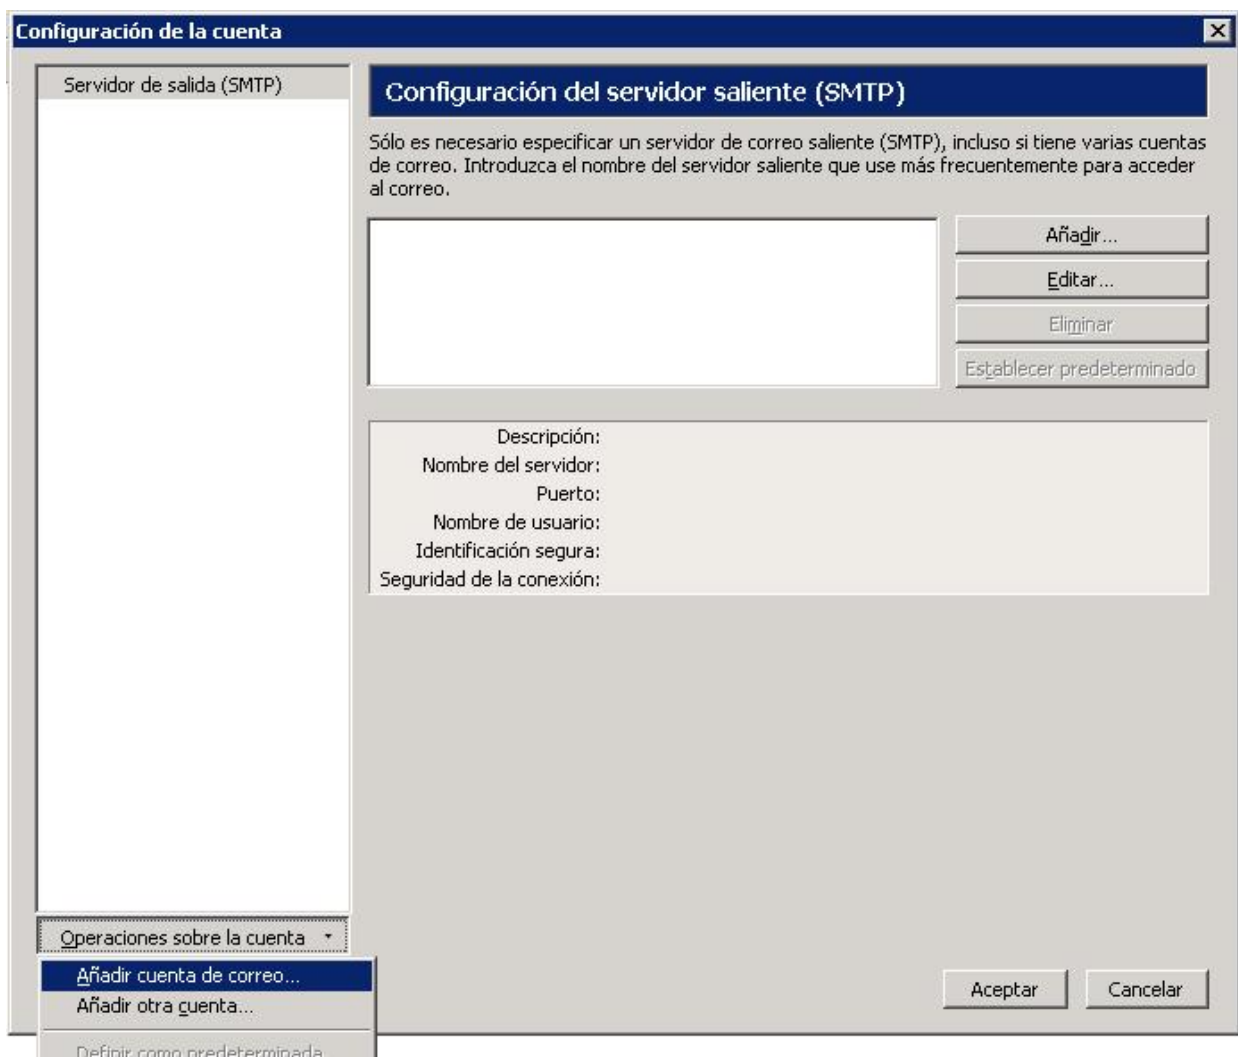 Configuración de la cuenta
Servidor de salida (SMTP)
Configuración del servidor saliente (SMTP)
Sólo es necesario especificar un servidor de correo saliente (SMTP), incluso si tiene varias cuentas
de correo. Introduzca el nombre del servidor saliente que use más frecuentemente para acceder
al correo.
Añadir...
Editar...
Eliminar
Establecer predeterminado
Descripción:
Nombre del servidor:
Puerto:
Nombre de usuario:
Identificación segura:
Seguridad de la conexión:
Operaciones sobre la cuenta
Añadir cuenta de correo...
Añadir otra cuenta...
Definir como predeterminada
Aceptar
Cancelar